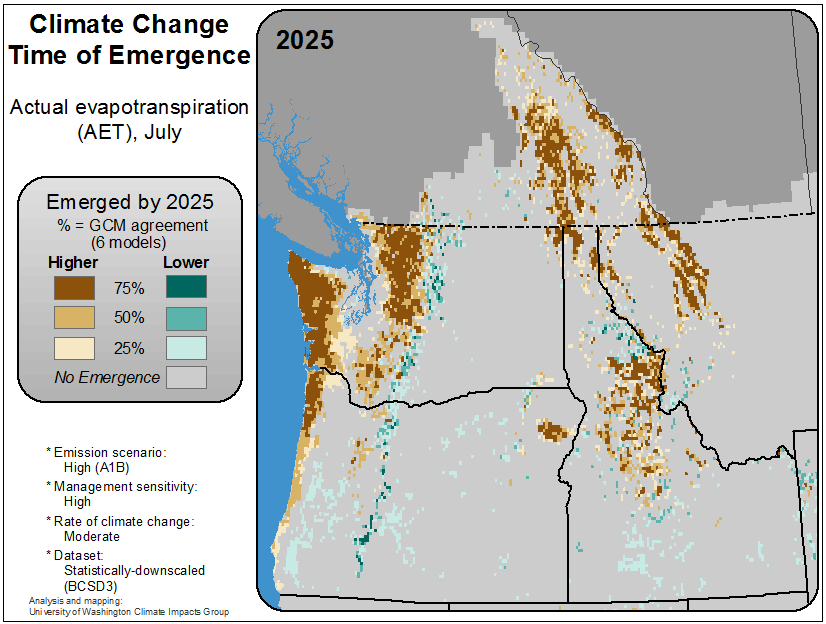 Climate Change
Time of Emergence
Actual evapotranspiration
(AET), July
Emerged by 2025
% = GCM agreement
(6 models)
Higher Lower
75%
50%
25%
No Emergence
* Emission scenario:
High (A1B)
* Management sensitivity:
High
* Rate of climate change:
Moderate
* Dataset:
Statistically-downscaled
(BCSD3)
Analysis and mapping:
University of Washington Climate Impacts Group
2025